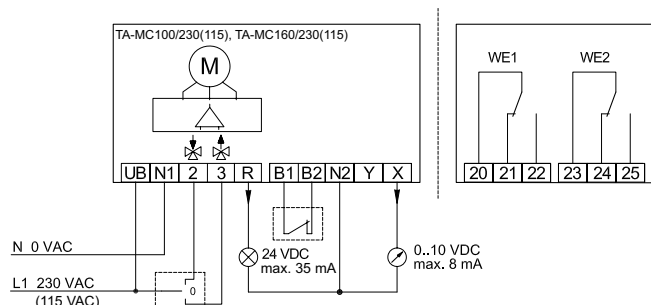 TA-MC100/230(115), TA-MC160/230(115)
M
WE1 WE2
UB N1 2 3 R B1 B2 N2 Y X
20 21 22 23 24 25
N 0 VAC
24 VDC
max. 35 mA
0..10 VDC
max. 8 mA
L1 230 VAC
(115 VAC)
0